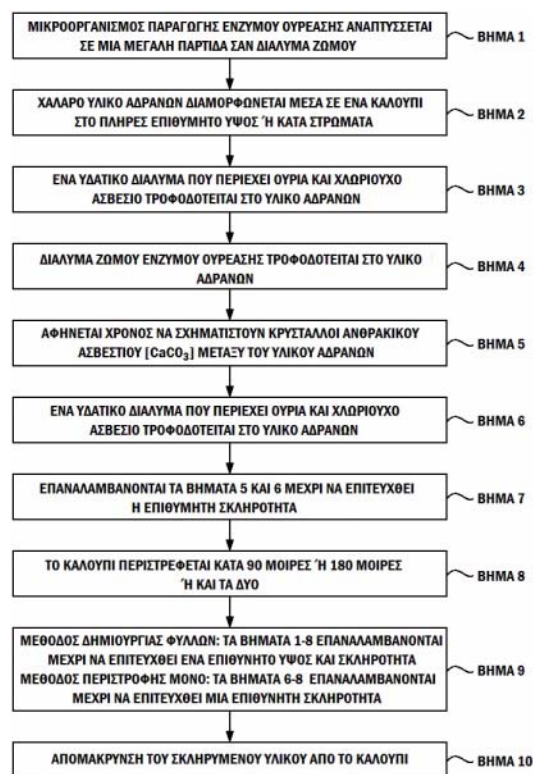 ΜΙΚΡΟΟΡΓΑΝΙΣΜΟΣ ΠΑΡΑΓΩΓΗΣ ΕΝΖΥΜΟΥ ΟΥΡΕΑΣΗΣ ΑΝΑΠΤΥΣΣΕΤΑΙ
ΣΕ ΜΙΑ ΜΕΓΑΛΗ ΠΑΡΤΙΔΑ ΣΑΝ ΔΙΑΛΥΜΑ ΖΩΜΟΥ
ΒΗΜΑ 1
ΧΑΛΑΡΟ ΥΛΙΚΟ ΑΔΡΑΝΩΝ ΔΙΑΜΟΡΦΩΝΕΤΑΙ ΜΕΣΑ ΣΕ ΕΝΑ ΚΑΛΟΥΠΙ
ΣΤΟ ΠΛΗΡΕΣ ΕΠΙΘΥΜΗΤΟ ΥΨΟΣ Ή ΚΑΤΑ ΣΤΡΩΜΑΤΑ
ΒΗΜΑ 2
ΕΝΑ ΥΔΑΤΙΚΟ ΔΙΑΛΥΜΑ ΠΟΥ ΠΕΡΙΕΧΕΙ ΟΥΡΙΑ ΚΑΙ ΧΛΩΡΙΟΥΧΟ
ΑΣΒΕΣΙΟ ΤΡΟΦΟΔΟΤΕΙΤΑΙ ΣΤΟ ΥΛΙΚΟ ΑΔΡΑΝΩΝ
ΒΗΜΑ 3
ΔΙΑΛΥΜΑ ΖΩΜΟΥ ΕΝΖΥΜΟΥ ΟΥΡΕΑΣΗΣ ΤΡΟΦΟΔΟΤΕΙΤΑΙ ΣΤΟ ΥΛΙΚΟ
ΑΔΡΑΝΩΝ
ΒΗΜΑ 4
ΑΦΗΝΕΤΑΙ ΧΡΟΝΟΣ ΝΑ ΣΧΗΜΑΤΙΣΤΟΥΝ ΚΡΥΣΤΑΛΛΟΙ ΑΝΘΡΑΚΙΚΟΥ
ΑΣΒΕΣΤΙΟΥ [CaCO₃] ΜΕΤΑΞΥ ΤΟΥ ΥΛΙΚΟΥ ΑΔΡΑΝΩΝ
ΒΗΜΑ 5
ΕΝΑ ΥΔΑΤΙΚΟ ΔΙΑΛΥΜΑ ΠΟΥ ΠΕΡΙΕΧΕΙ ΟΥΡΙΑ ΚΑΙ ΧΛΩΡΙΟΥΧΟ
ΑΣΒΕΣΙΟ ΤΡΟΦΟΔΟΤΕΙΤΑΙ ΣΤΟ ΥΛΙΚΟ ΑΔΡΑΝΩΝ
ΒΗΜΑ 6
ΕΠΑΝΑΛΑΜΒΑΝΟΝΤΑΙ ΤΑ ΒΗΜΑΤΑ 5 ΚΑΙ 6 ΜΕΧΡΙ ΝΑ ΕΠΙΤΕΥΧΘΕΙ
Η ΕΠΙΘΥΜΗΤΗ ΣΚΛΗΡΟΤΗΤΑ
ΒΗΜΑ 7
ΤΟ ΚΑΛΟΥΠΙ ΠΕΡΙΣΤΡΕΦΕΤΑΙ ΚΑΤΑ 90 ΜΟΙΡΕΣ Ή 180 ΜΟΙΡΕΣ
Ή ΚΑΙ ΤΑ ΔΥΟ
ΒΗΜΑ 8
ΜΕΘΟΔΟΣ ΔΗΜΙΟΥΡΓΙΑΣ ΦΥΛΛΩΝ: ΤΑ ΒΗΜΑΤΑ 1-8 ΕΠΑΝΑΛΑΜΒΑΝΟΝΤΑΙ
ΜΕΧΡΙ ΝΑ ΕΠΙΤΕΥΧΘΕΙ ΕΝΑ ΕΠΙΘΥΝΗΤΟ ΥΨΟΣ ΚΑΙ ΣΚΛΗΡΟΤΗΤΑ
ΜΕΘΟΔΟΣ ΠΕΡΙΣΤΡΟΦΗΣ ΜΟΝΟ: ΤΑ ΒΗΜΑΤΑ 6-8 ΕΠΑΝΑΛΑΜΒΑΝΟΝΤΑΙ
ΜΕΧΡΙ ΝΑ ΕΠΙΤΕΥΧΘΕΙ ΜΙΑ ΕΠΙΘΥΝΗΤΗ ΣΚΛΗΡΟΤΗΤΑ
ΒΗΜΑ 9
ΑΠΟΜΑΚΡΥΝΣΗ ΤΟΥ ΣΚΛΗΡΥΜΕΝΟΥ ΥΛΙΚΟΥ ΑΠΟ ΤΟ ΚΑΛΟΥΠΙ
ΒΗΜΑ 10